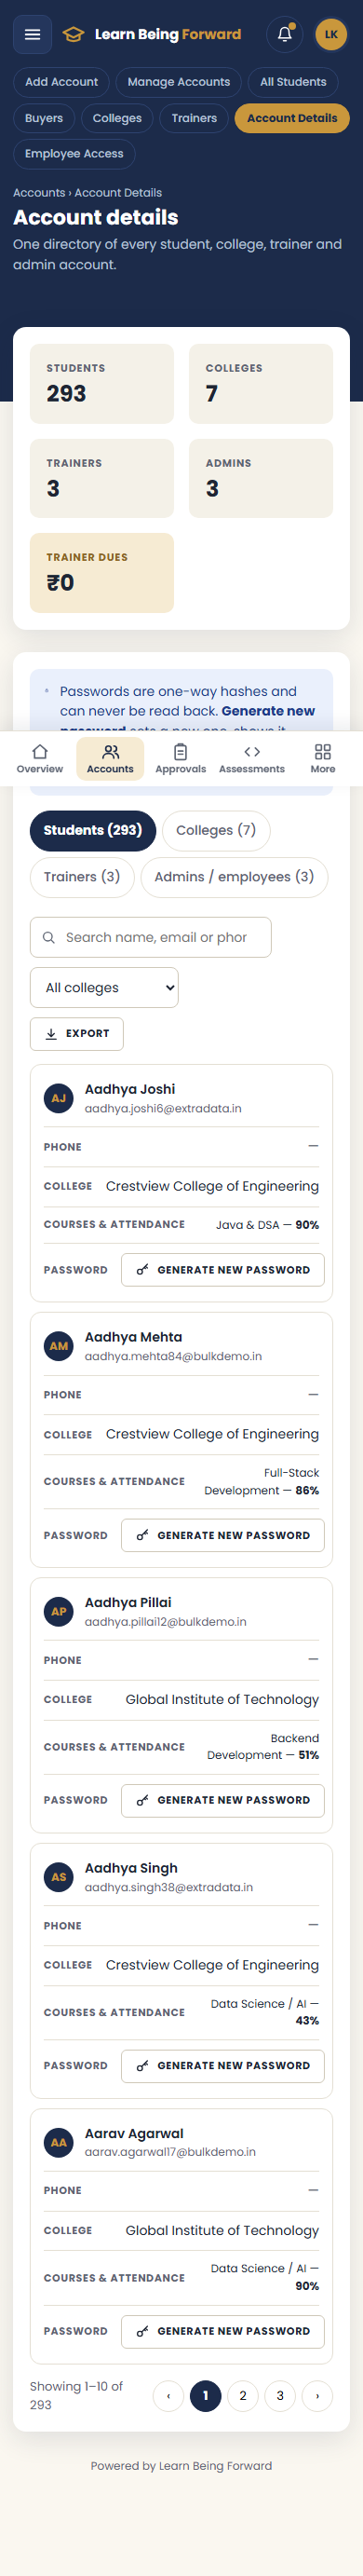 Learn Being Forward
LK
Add Account
Manage Accounts
All Students
Buyers
Colleges
Trainers
Account Details
Employee Access
Accounts › Account Details
Account details
One directory of every student, college, trainer and
admin account.
STUDENTS
293
COLLEGES
7
TRAINERS
3
ADMINS
3
TRAINER DUES
₹0
Passwords are one-way hashes and
can never be read back. Generate new
Overview
Accounts
Approvals
Assessments
More
Students (293)
Colleges (7)
Trainers (3)
Admins / employees (3)
Search name, email or phor
All colleges
EXPORT
AJ
Aadhya Joshi
aadhya.joshi6@extradata.in
PHONE
—
COLLEGE
Crestview College of Engineering
COURSES & ATTENDANCE
Java & DSA — 90%
PASSWORD
GENERATE NEW PASSWORD
AM
Aadhya Mehta
aadhya.mehta84@bulkdemo.in
PHONE
—
COLLEGE
Crestview College of Engineering
COURSES & ATTENDANCE
Full-Stack
Development — 86%
PASSWORD
GENERATE NEW PASSWORD
AP
Aadhya Pillai
aadhya.pillai12@bulkdemo.in
PHONE
—
COLLEGE
Global Institute of Technology
COURSES & ATTENDANCE
Backend
Development — 51%
PASSWORD
GENERATE NEW PASSWORD
AS
Aadhya Singh
aadhya.singh38@extradata.in
PHONE
—
COLLEGE
Crestview College of Engineering
COURSES & ATTENDANCE
Data Science / AI —
43%
PASSWORD
GENERATE NEW PASSWORD
AA
Aarav Agarwal
aarav.agarwal17@bulkdemo.in
PHONE
—
COLLEGE
Global Institute of Technology
COURSES & ATTENDANCE
Data Science / AI —
90%
PASSWORD
GENERATE NEW PASSWORD
Showing 1–10 of
293
‹
1
2
3
›
Powered by Learn Being Forward